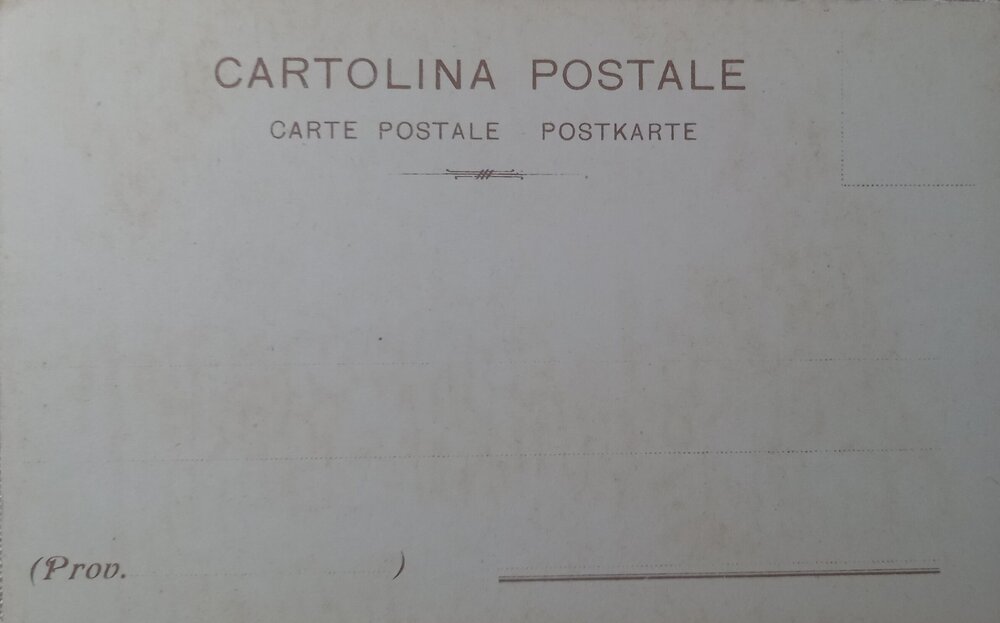 CARTOLINA POSTALE
CARTE POSTALE POSTKARTE
(Prov. )